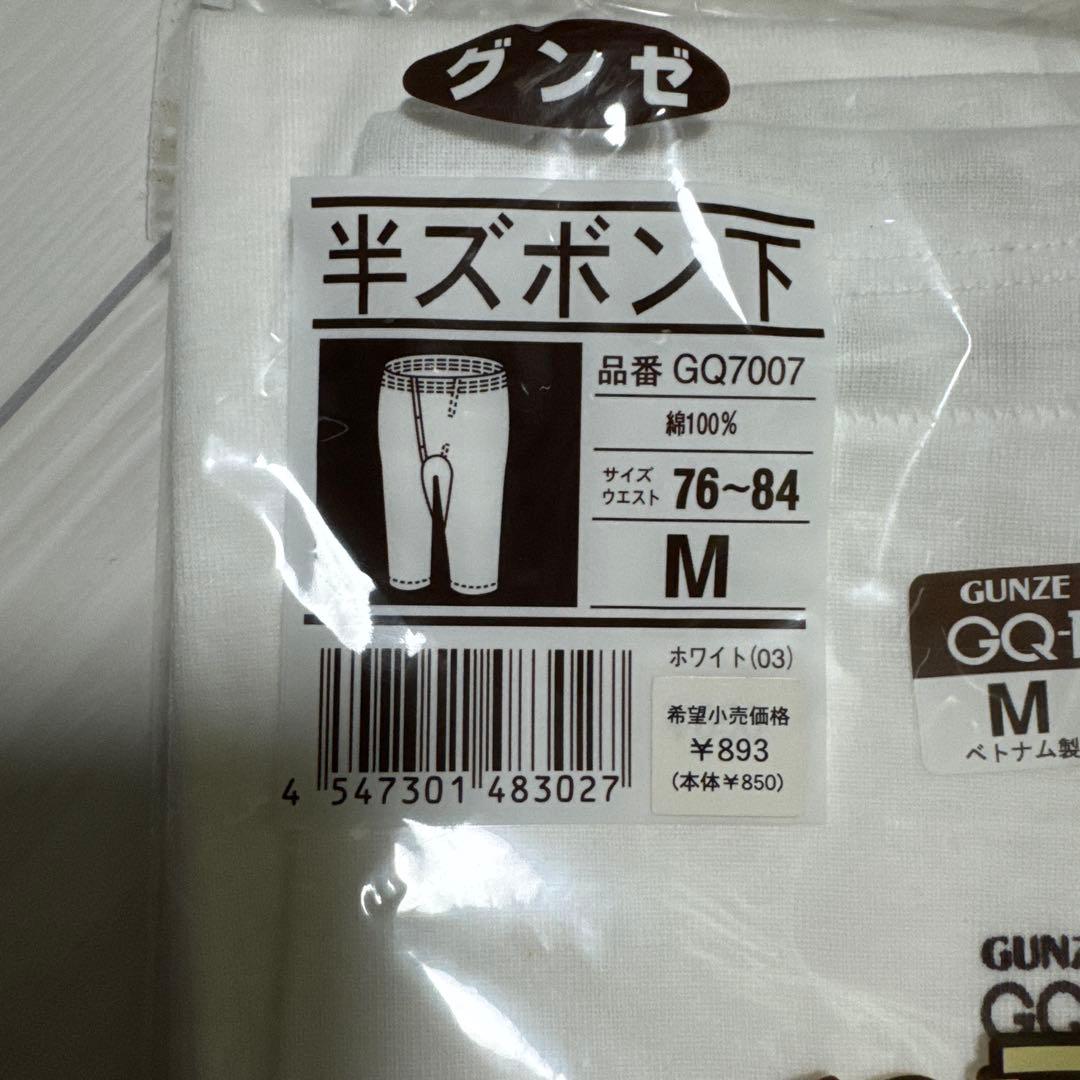 グンゼ
半ズボン下
品番 GQ7007
綿100%
サイズ
ウエスト 76~84
M
ホワイト(03)
希望小売価格
¥893
(本体¥850)
4 547301 483027
GUNZE
GQ-1
M
ベトナム製